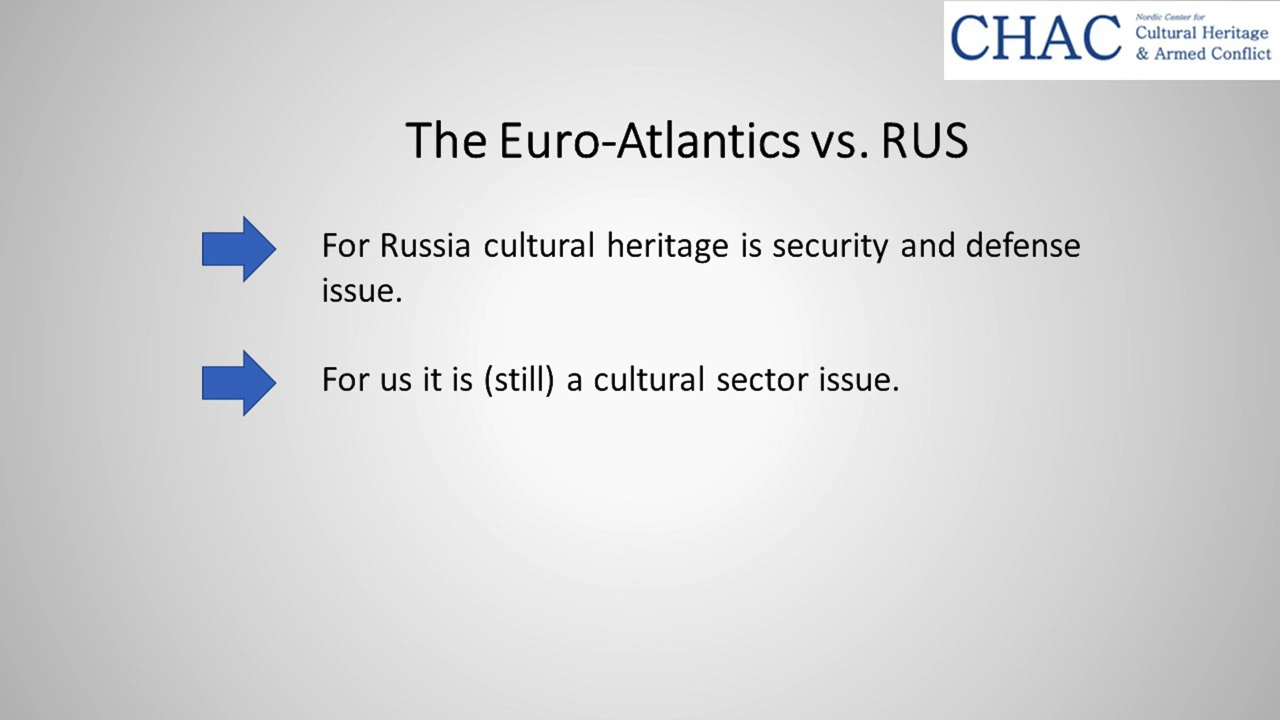 CHAC
Nordic Center for
Cultural Heritage
& Armed Conflict
The Euro-Atlantics vs. RUS
For Russia cultural heritage is security and defense
issue.
For us it is (still) a cultural sector issue.